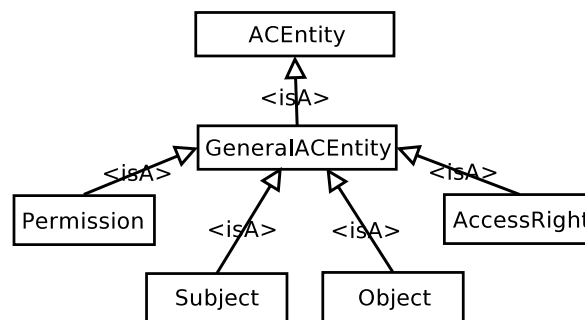 ACEntity
<isA>
GeneralACEntity
<isA>
<isA>
Permission
AccessRight
<isA>
<isA>
Subject
Object